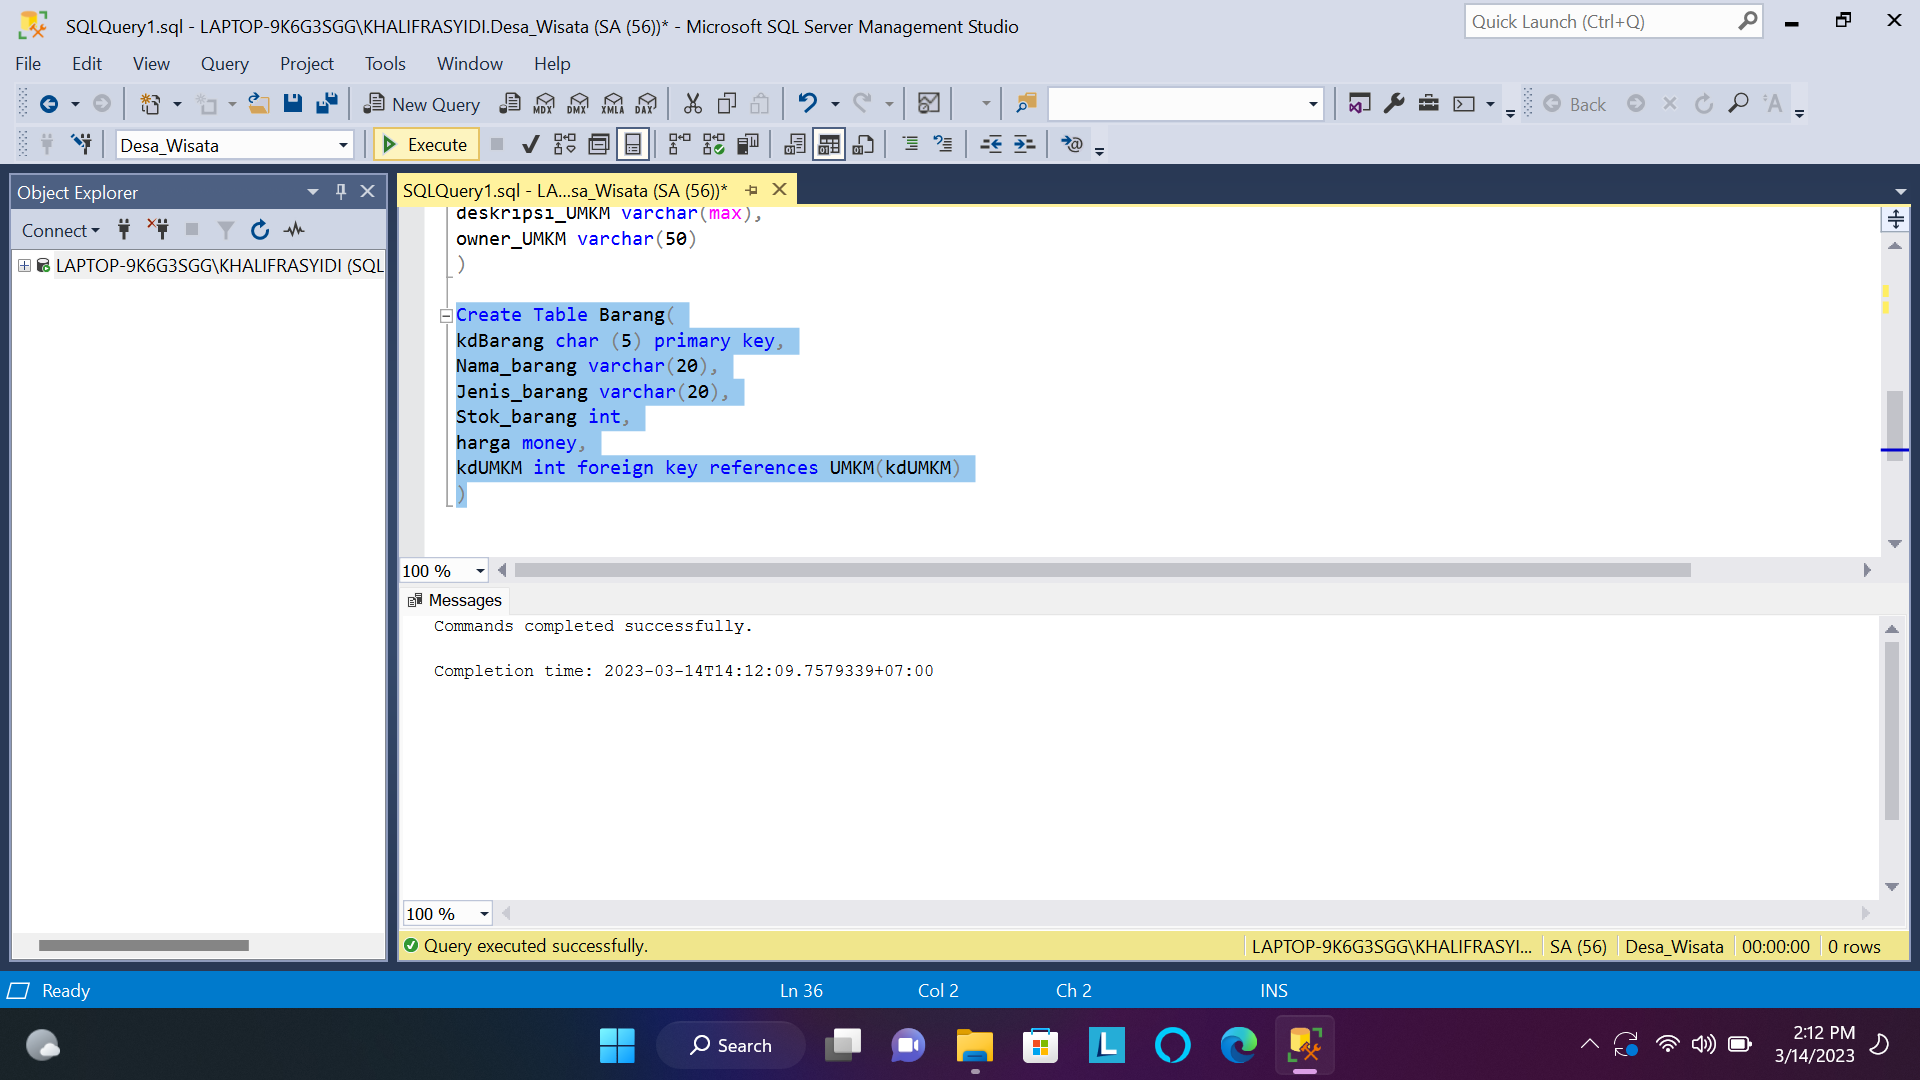 SQLQuery1.sql - LAPTOP-9K6G3SGG\KHALIFRASYIDI.Desa_Wisata (SA (56))* - Microsoft SQL Server Management Studio
Quick Launch (Ctrl+Q)
File Edit View Query Project Tools Window Help
New Query MDX DMX XMLA DAX Back
Desa_Wisata Execute
Object Explorer
Connect
LAPTOP-9K6G3SGG\KHALIFRASYIDI (SQL
SQLQuery1.sql - LA...sa_Wisata (SA (56))*
deskripsi_UMKM varchar(max),
owner_UMKM varchar(50)
)
Create Table Barang(
kdBarang char (5) primary key,
Nama_barang varchar(20),
Jenis_barang varchar(20),
Stok_barang int,
harga money,
kdUMKM int foreign key references UMKM(kdUMKM)
)
100 %
Messages
Commands completed successfully.
Completion time: 2023-03-14T14:12:09.7579339+07:00
100 %
Query executed successfully. LAPTOP-9K6G3SGG\KHALIFRASYI... SA (56) Desa_Wisata 00:00:00 0 rows
Ready Ln 36 Col 2 Ch 2 INS
Search
2:12 PM
3/14/2023